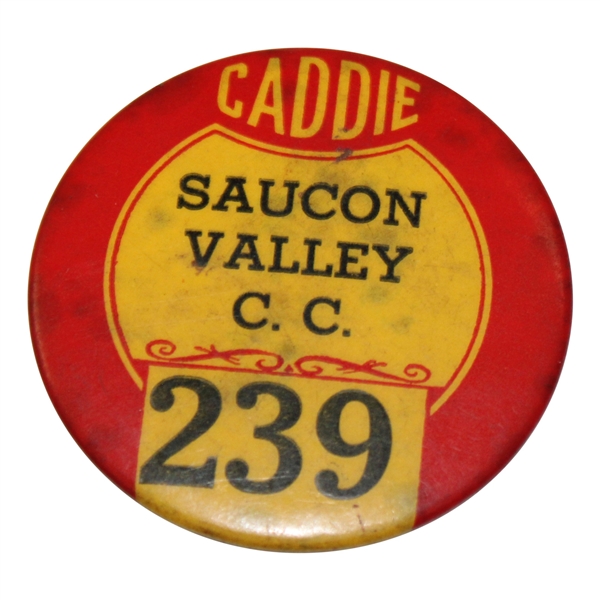 CADDIE
SAUCON
VALLEY
C. C.
239